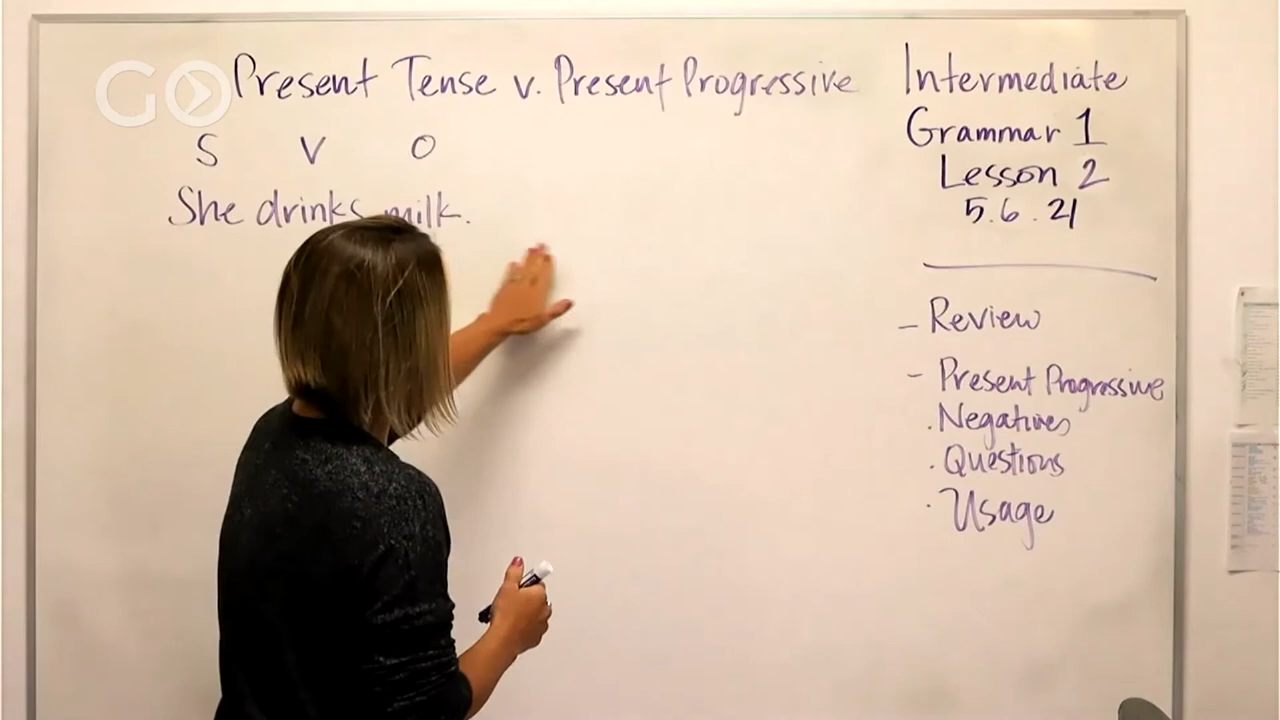 GO
Present Tense v. Present Progressive
S V O
She drinks milk.
Intermediate
Grammar 1
Lesson 2
5.6.21
- Review
- Present Progressive
. Negatives
. Questions
. Usage